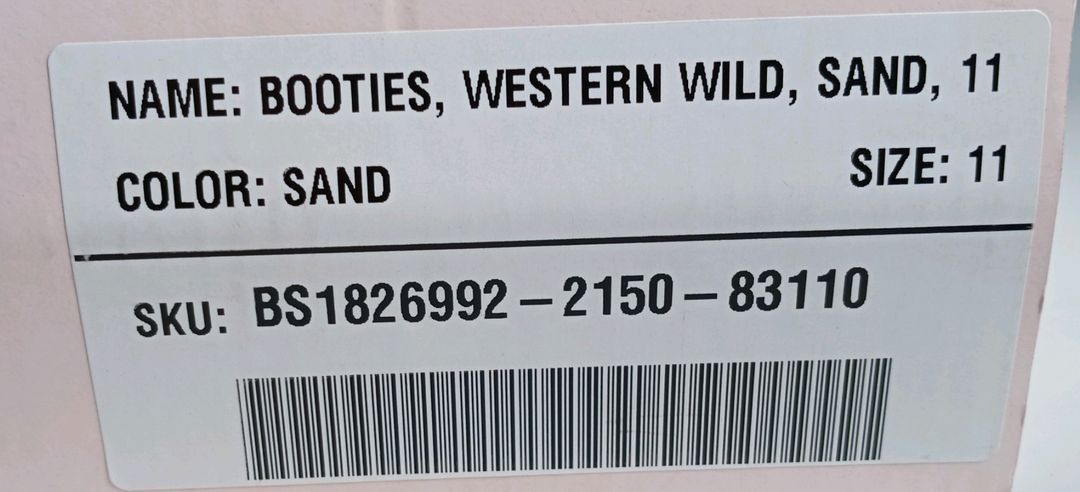 NAME: BOOTIES, WESTERN WILD, SAND, 11
COLOR: SAND SIZE: 11
SKU: BS1826992-2150-83110